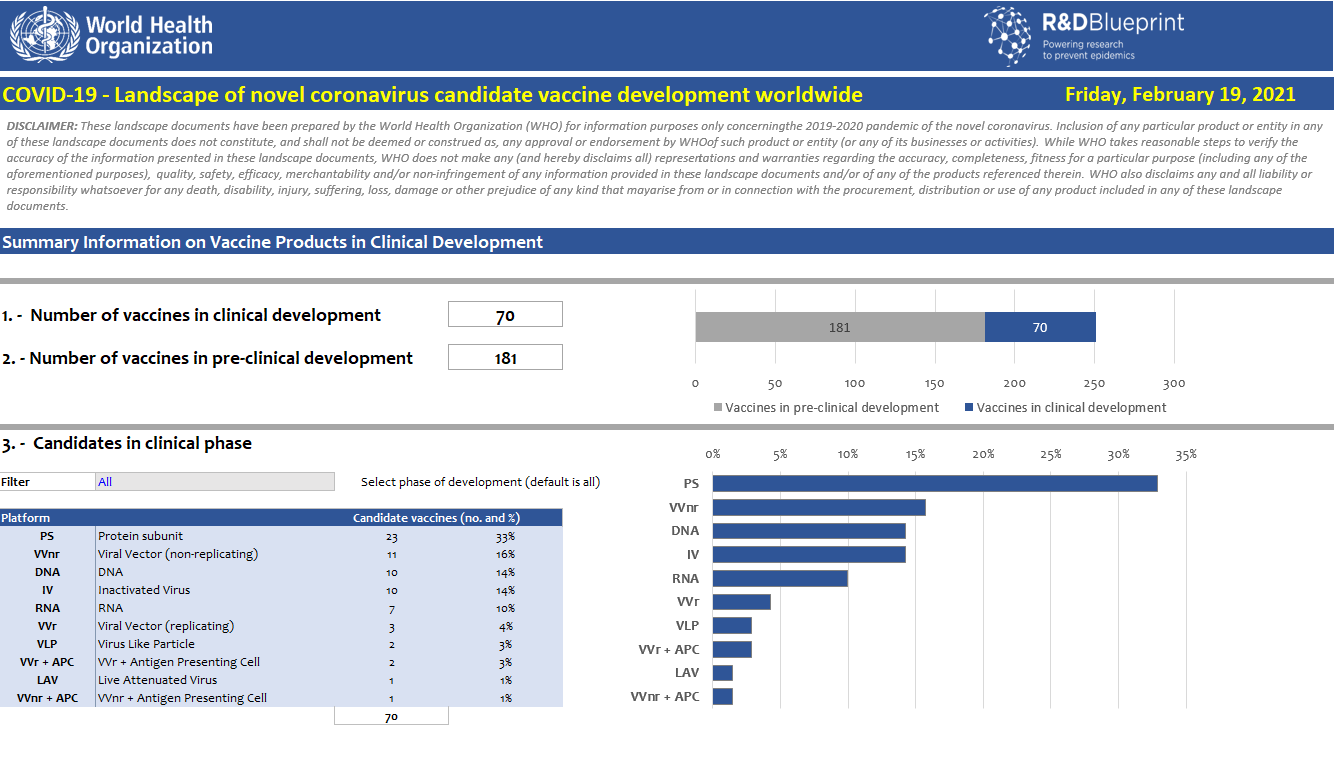 World Health
Organization
R&DBlueprint
Powering research
to prevent epidemics
COVID-19 - Landscape of novel coronavirus candidate vaccine development worldwide Friday, February 19, 2021
DISCLAIMER: These landscape documents have been prepared by the World Health Organization (WHO) for information purposes only concerningthe 2019-2020 pandemic of the novel coronavirus. Inclusion of any particular product or entity in any
of these landscape documents does not constitute, and shall not be deemed or construed as, any approval or endorsement by WHOof such product or entity (or any of its businesses or activities). While WHO takes reasonable steps to verify the
accuracy of the information presented in these landscape documents, WHO does not make any (and hereby disclaims all) representations and warranties regarding the accuracy, completeness, fitness for a particular purpose (including any of the
aforementioned purposes), quality, safety, efficacy, merchantability and/or non-infringement of any information provided in these landscape documents and/or of any of the products referenced therein. WHO also disclaims any and all liability or
responsibility whatsoever for any death, disability, injury, suffering, loss, damage or other prejudice of any kind that mayarise from or in connection with the procurement, distribution or use of any product included in any of these landscape
documents.
Summary Information on Vaccine Products in Clinical Development
1. - Number of vaccines in clinical development 70
2. - Number of vaccines in pre-clinical development 181
181 70
0 50 100 150 200 250 300
Vaccines in pre-clinical development Vaccines in clinical development
3. - Candidates in clinical phase
Filter All Select phase of development (default is all)
Platform Candidate vaccines (no. and %)
PS Protein subunit 23 33%
VVnr Viral Vector (non-replicating) 11 16%
DNA DNA 10 14%
IV Inactivated Virus 10 14%
RNA RNA 7 10%
VVr Viral Vector (replicating) 3 4%
VLP Virus Like Particle 2 3%
VVr + APC VVr + Antigen Presenting Cell 2 3%
LAV Live Attenuated Virus 1 1%
VVnr + APC VVnr + Antigen Presenting Cell 1 1%
70
0% 5% 10% 15% 20% 25% 30% 35%
PS
VVnr
DNA
IV
RNA
VVr
VLP
VVr + APC
LAV
VVnr + APC